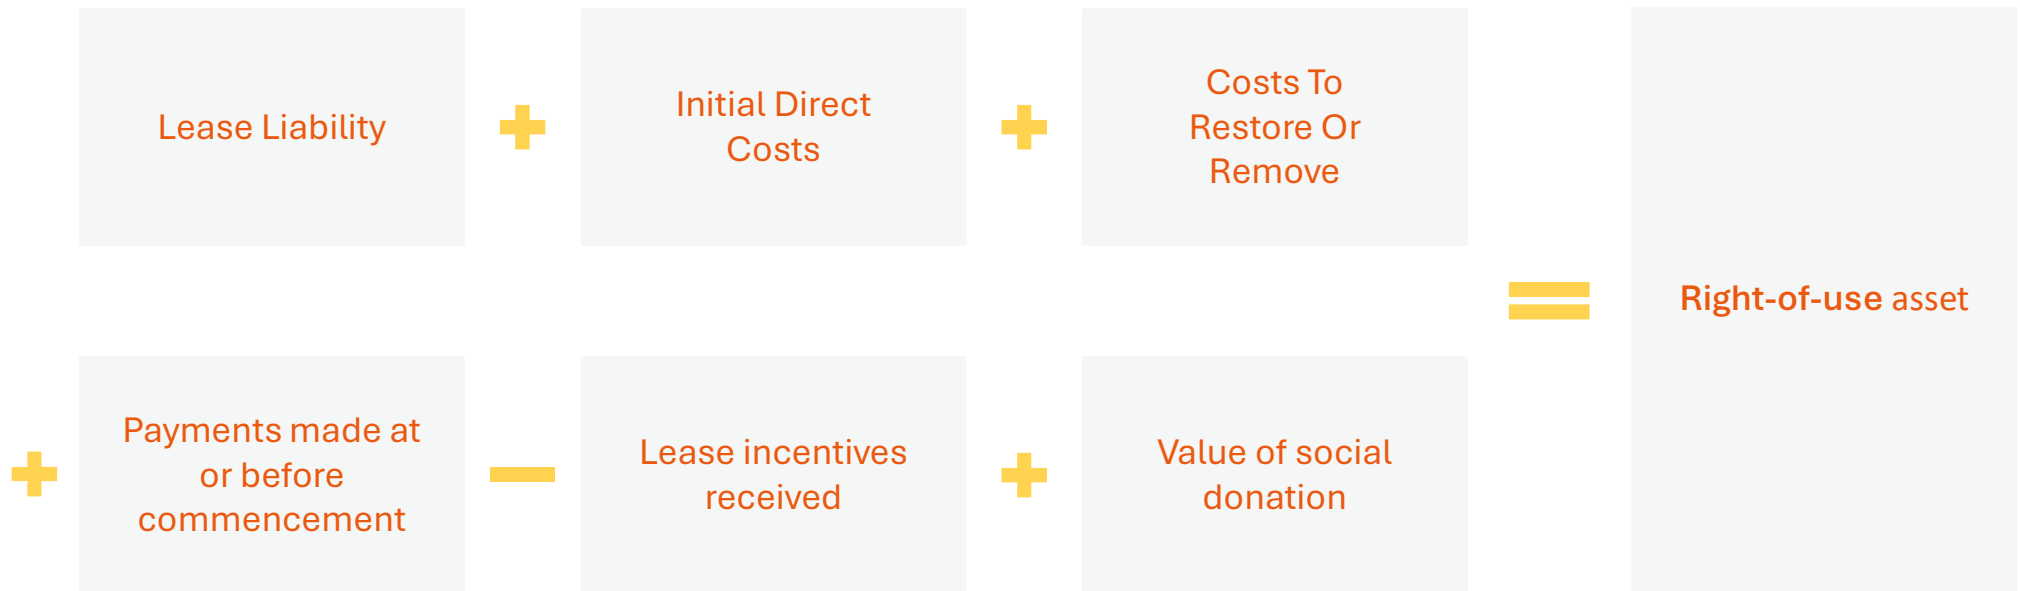 Lease Liability
Initial Direct
Costs
Costs To
Restore Or
Remove
Right-of-use asset
Payments made at
or before
commencement
Lease incentives
received
Value of social
donation